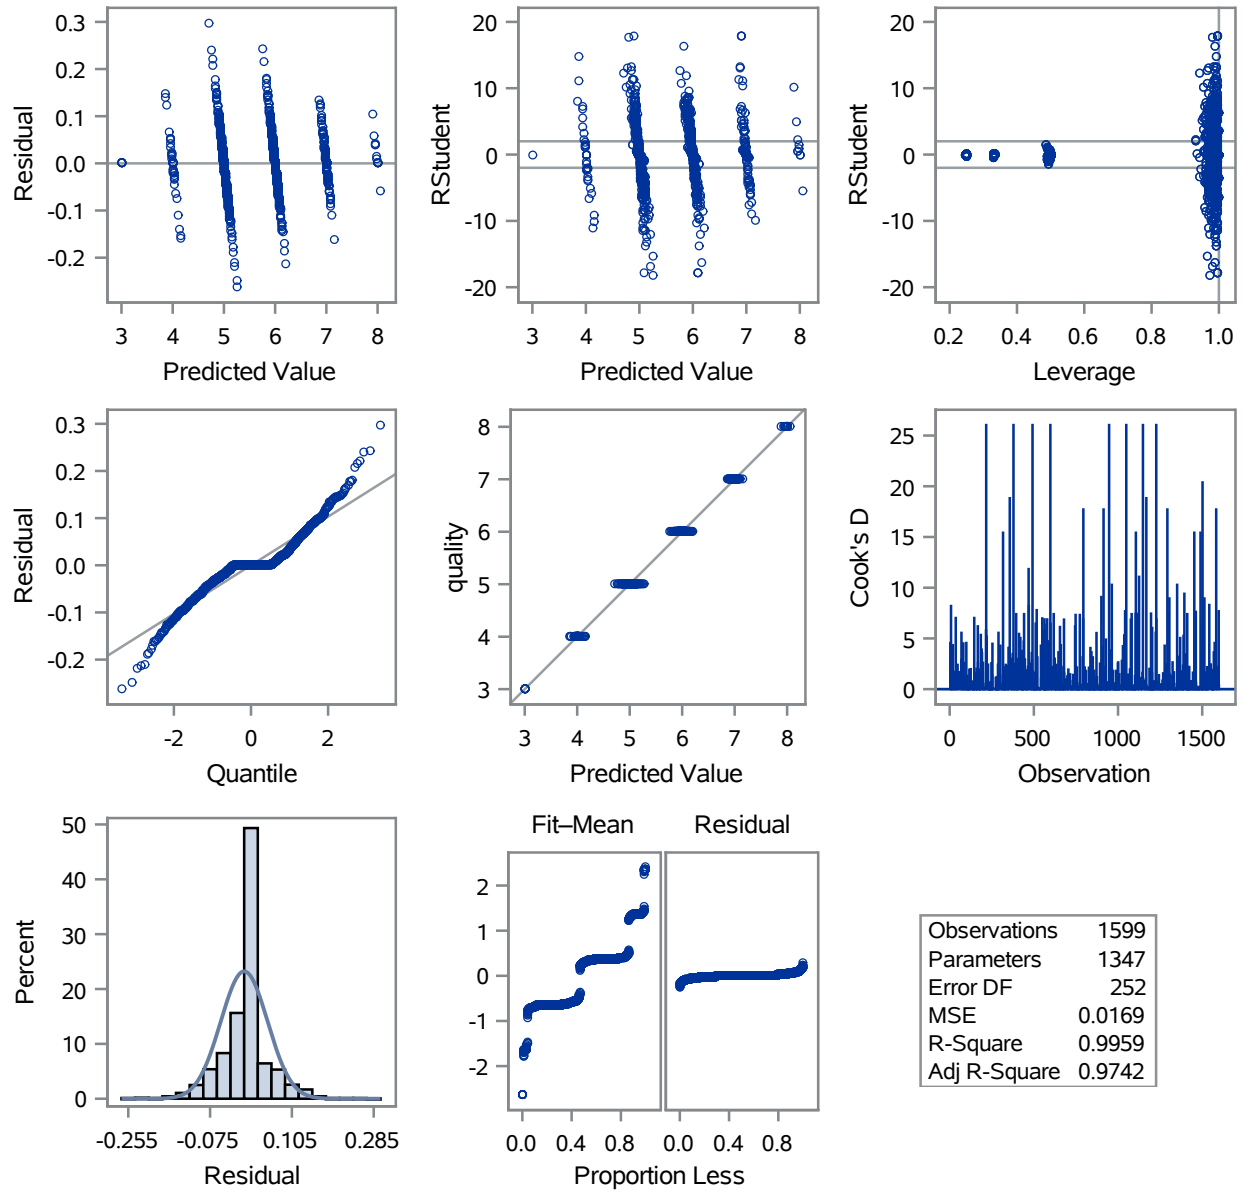 0.3
0.2
0.1
0.0
-0.1
-0.2
Residual
3 4 5 6 7 8
Predicted Value
20
10
0
-10
-20
RStudent
3 4 5 6 7 8
Predicted Value
20
10
0
-10
-20
RStudent
0.2 0.4 0.6 0.8 1.0
Leverage
0.3
0.2
0.1
0.0
-0.1
-0.2
Residual
-2 0 2
Quantile
8
7
6
5
4
3
quality
3 4 5 6 7 8
Predicted Value
25
20
15
10
5
0
Cook's D
0 500 1000 1500
Observation
50
40
30
20
10
0
Percent
-0.255 -0.075 0.105 0.285
Residual
Fit–Mean Residual
2
1
0
-1
-2
0.0 0.4 0.8 0.0 0.4 0.8
Proportion Less
Observations 1599
Parameters 1347
Error DF 252
MSE 0.0169
R-Square 0.9959
Adj R-Square 0.9742